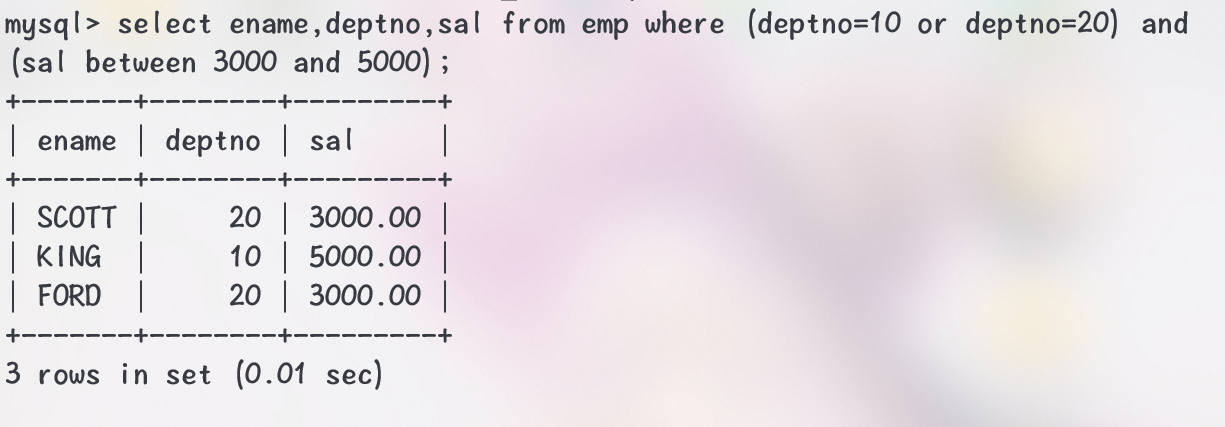 mysql> select ename,deptno,sal from emp where (deptno=10 or deptno=20) and
(sal between 3000 and 5000);
+-------+--------+---------+
| ename | deptno | sal     |
+-------+--------+---------+
| SCOTT |     20 | 3000.00 |
| KING  |     10 | 5000.00 |
| FORD  |     20 | 3000.00 |
+-------+--------+---------+
3 rows in set (0.01 sec)